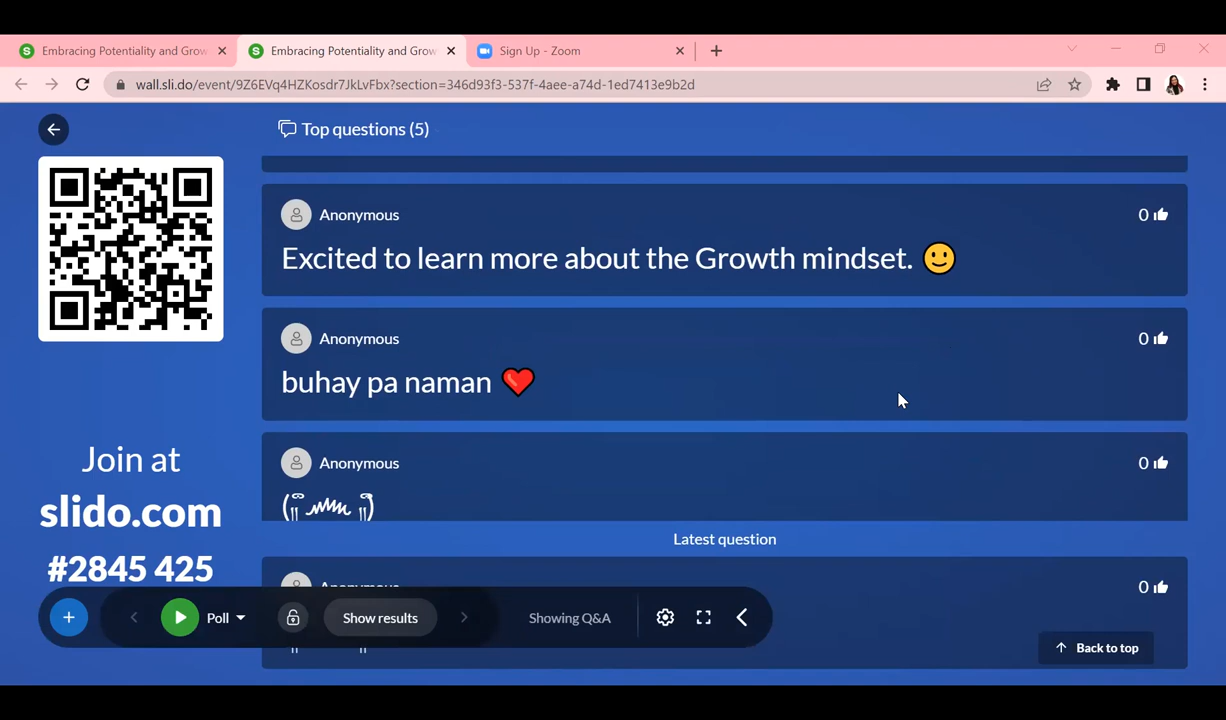 Embracing Potentiality and Grow
Embracing Potentiality and Grow
Sign Up - Zoom
wall.sli.do/event/9Z6EVq4HZKosdr7JkLvFbx?section=346d93f3-537f-4aee-a74d-1ed7413e9b2d
Top questions (5)
Anonymous
0
Excited to learn more about the Growth mindset. 🙂
Anonymous
0
buhay pa naman ❤️
Anonymous
0
Latest question
Anonymous
0
Join at
slido.com
#2845 425
Poll
Show results
Showing Q&A
Back to top